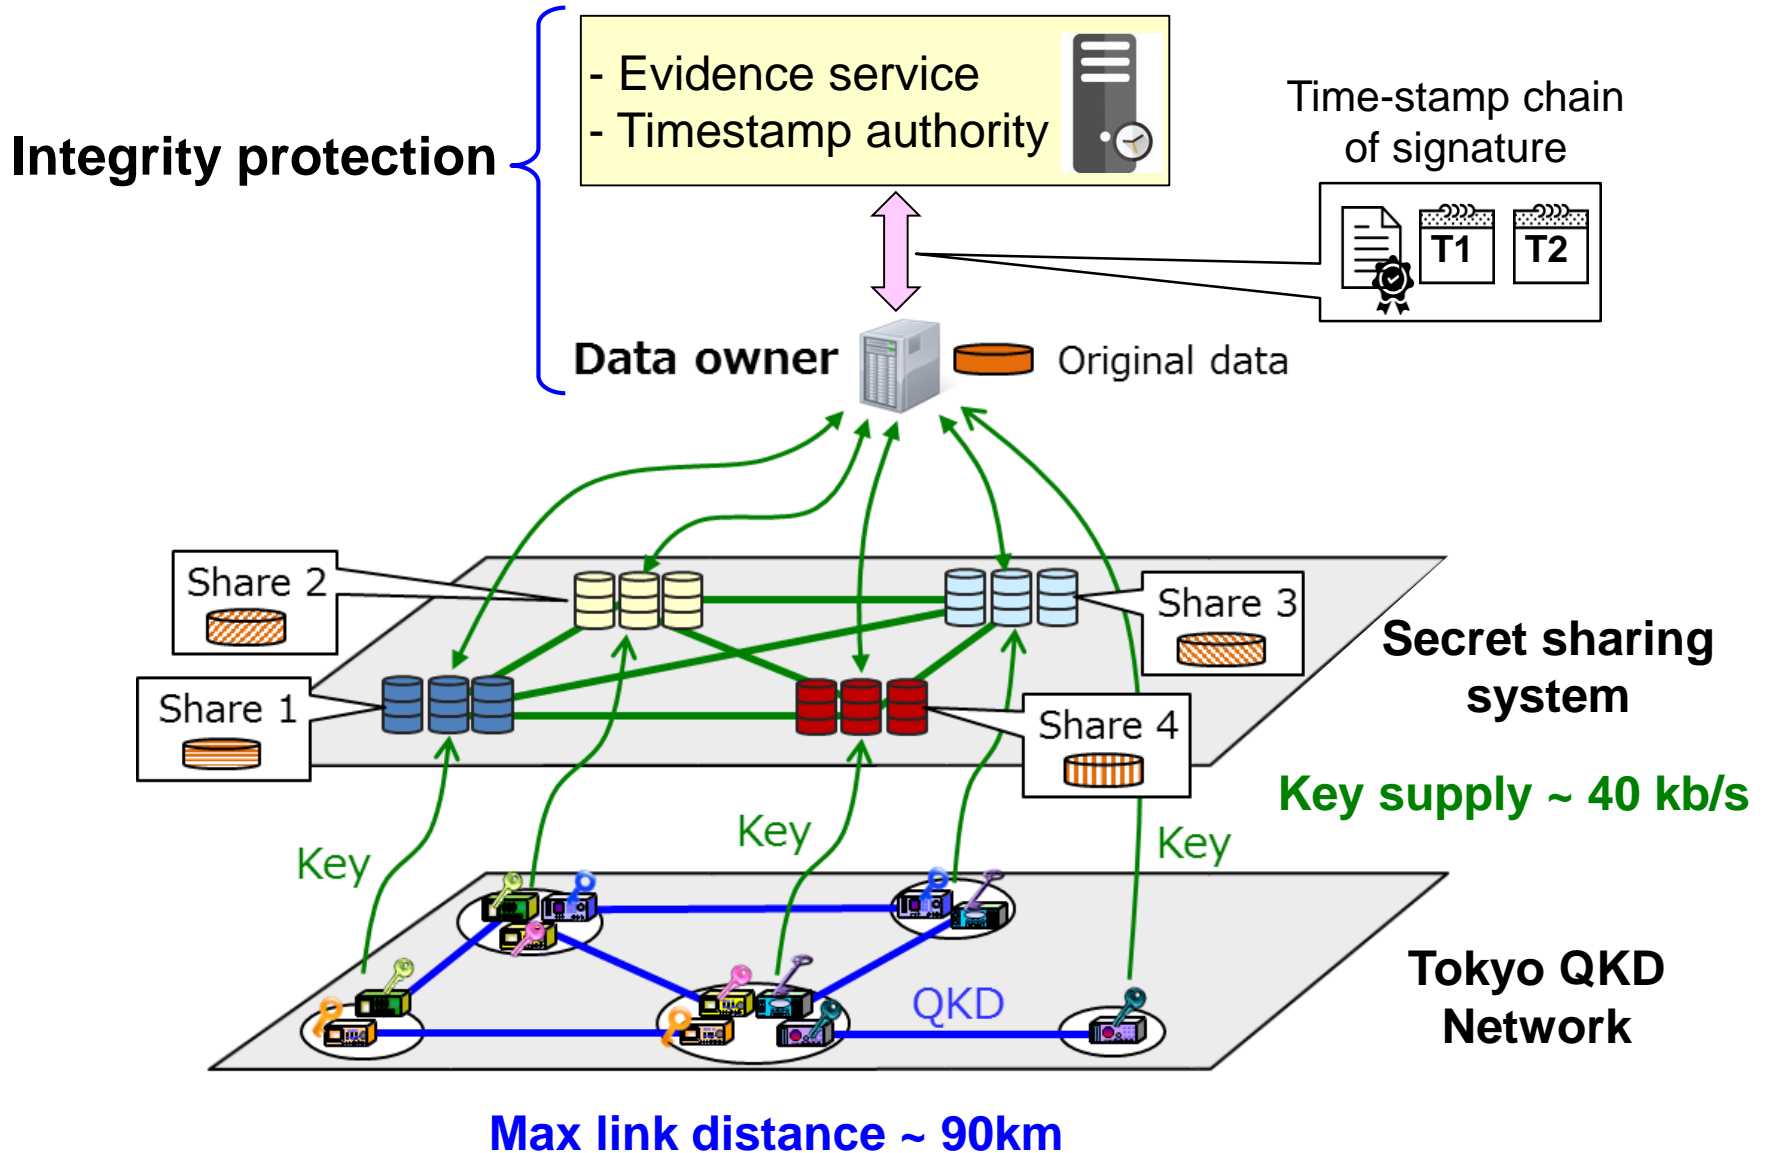 - Evidence service
- Timestamp authority
Integrity protection
Time-stamp chain
of signature
T1
T2
Data owner
Original data
Share 2
Share 3
Secret sharing
system
Share 1
Share 4
Key supply ~ 40 kb/s
Key
Key
Key
QKD
Tokyo QKD
Network
Max link distance ~ 90km